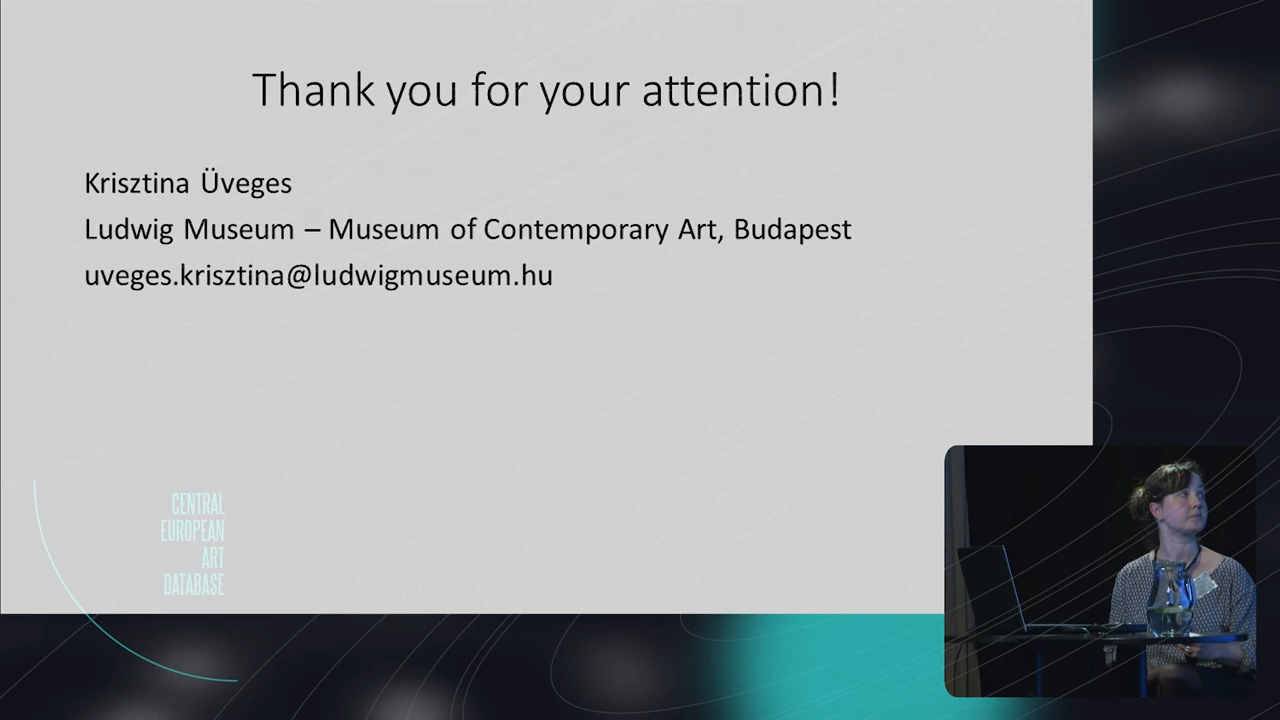 Thank you for your attention!
Krisztina Üveges
Ludwig Museum – Museum of Contemporary Art, Budapest
uveges.krisztina@ludwigmuseum.hu
CENTRAL
EUROPEAN
ART
DATABASE